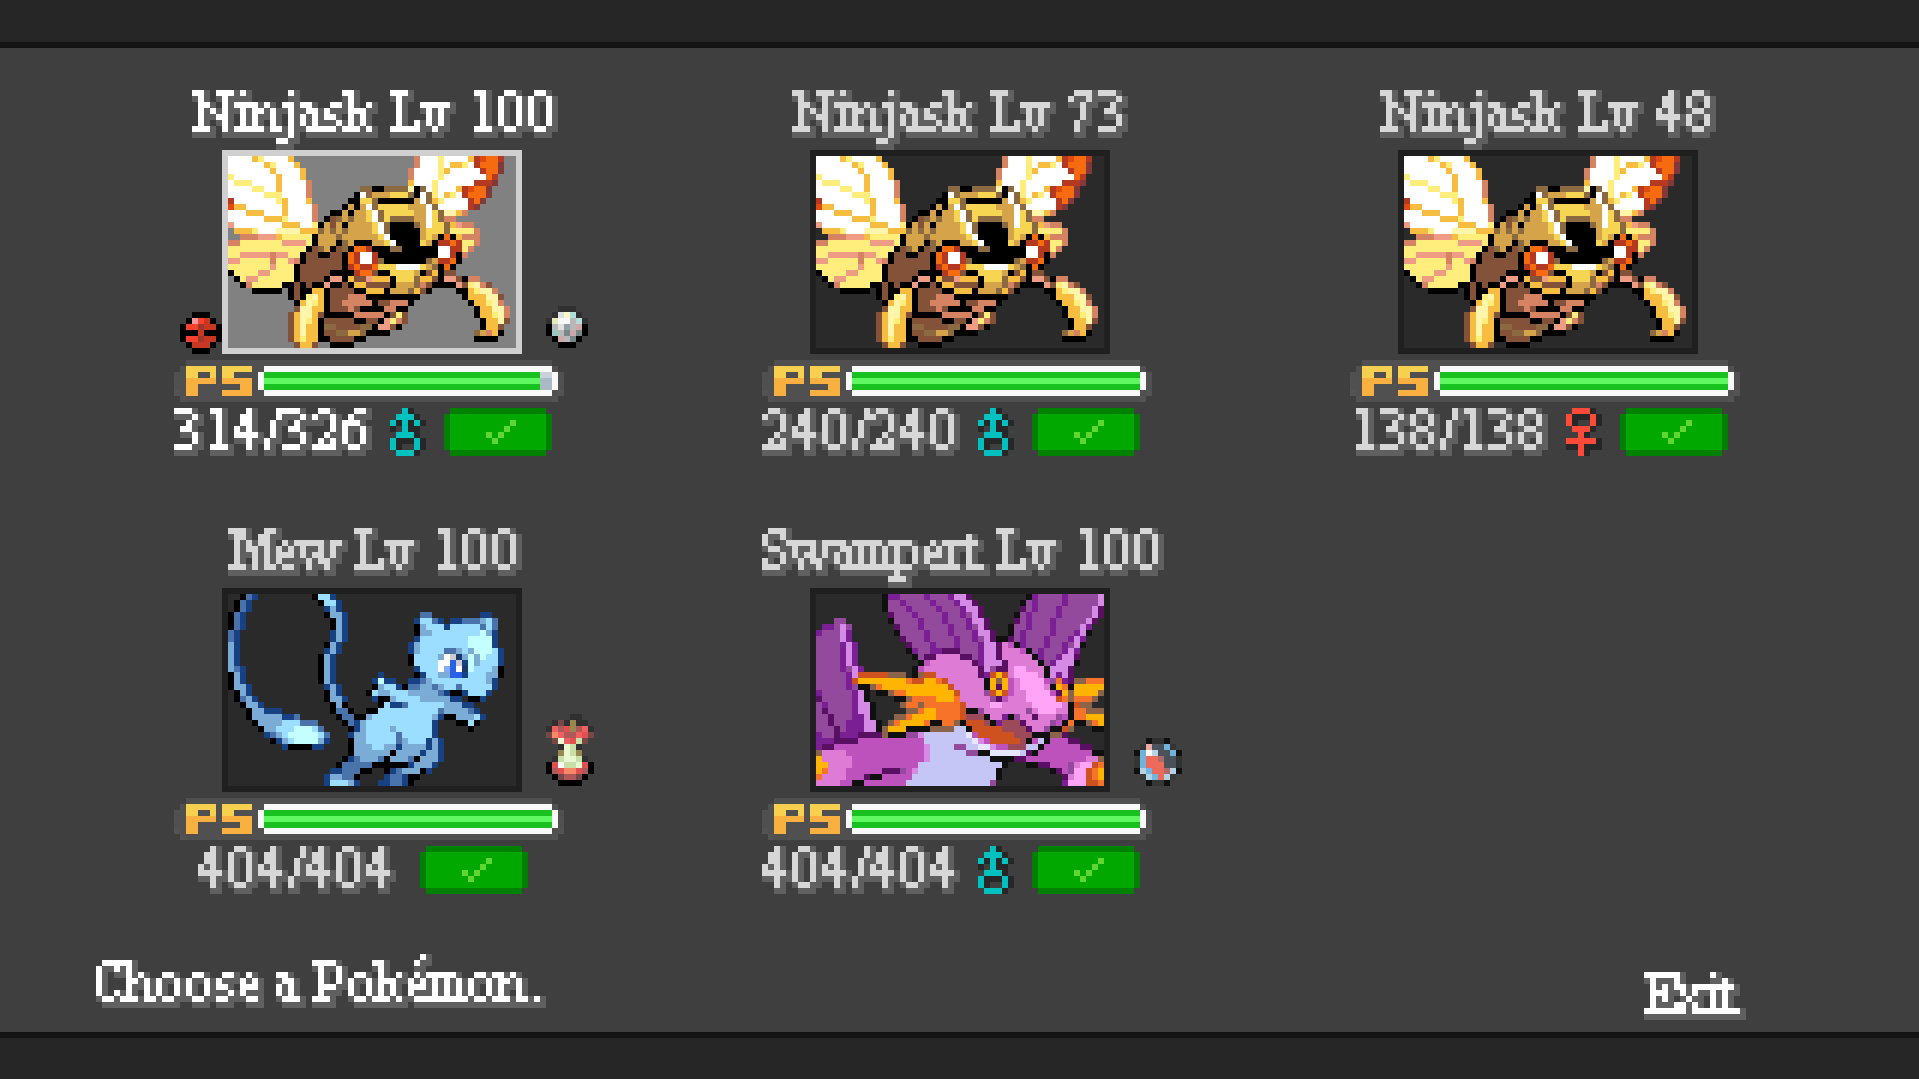 Ninjask Lv 100
Ninjask Lv 73
Ninjask Lv 48
PS
PS
PS
314/326 ♂
240/240 ♂
138/138 ♀
Mew Lv 100
Swampert Lv 100
PS
PS
404/404
404/404 ♂
Choose a Pokémon.
Exit